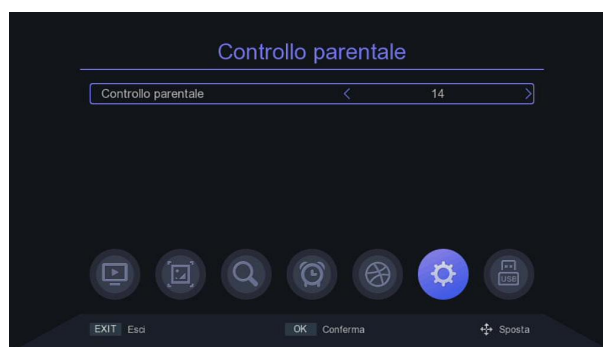 Controllo parentale
Controllo parentale < 14 >
USB
EXIT Esci OK Conferma Sposta